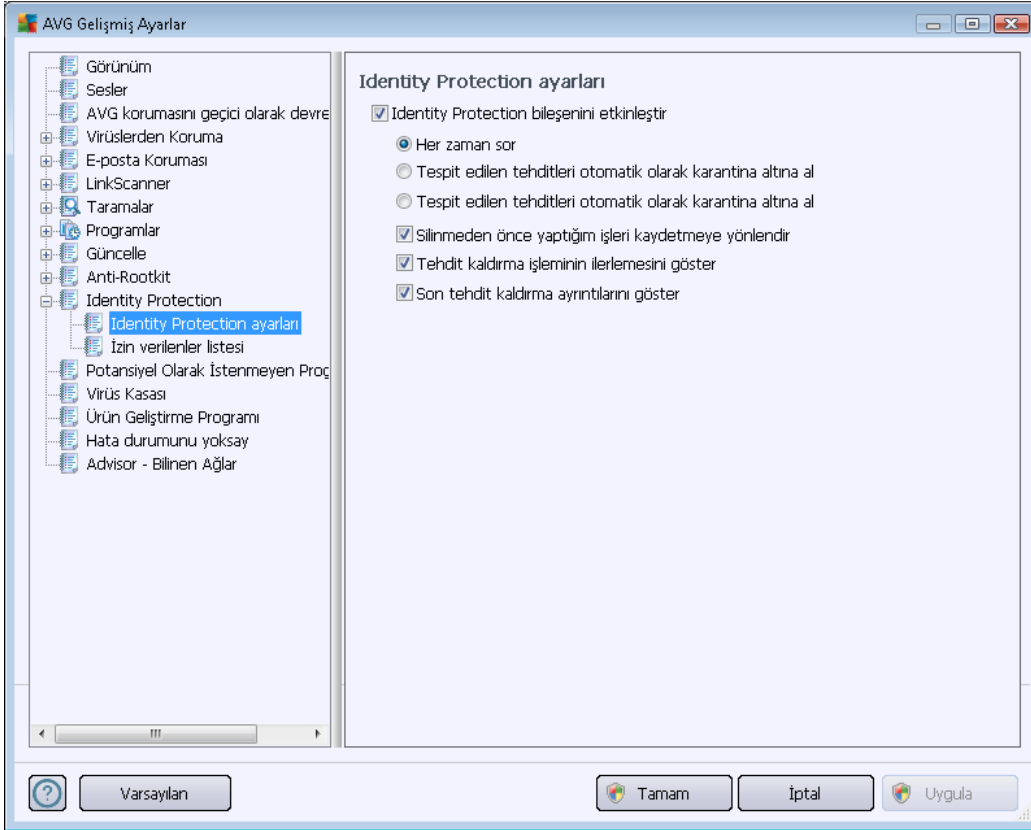 AVG Gelişmiş Ayarlar
Görünüm
Sesler
AVG korumasını geçici olarak devre
Virüslerden Koruma
E-posta Koruması
LinkScanner
Taramalar
Programlar
Güncelle
Anti-Rootkit
Identity Protection
Identity Protection ayarları
İzin verilenler listesi
Potansiyel Olarak İstenmeyen Prog
Virüs Kasası
Ürün Geliştirme Programı
Hata durumunu yoksay
Advisor - Bilinen Ağlar
Identity Protection ayarları
Identity Protection bileşenini etkinleştir
Her zaman sor
Tespit edilen tehditleri otomatik olarak karantina altına al
Tespit edilen tehditleri otomatik olarak karantina altına al
Silinmeden önce yaptığım işleri kaydetmeye yönlendir
Tehdit kaldırma işleminin ilerlemesini göster
Son tehdit kaldırma ayrıntılarını göster
Varsayılan
Tamam
İptal
Uygula